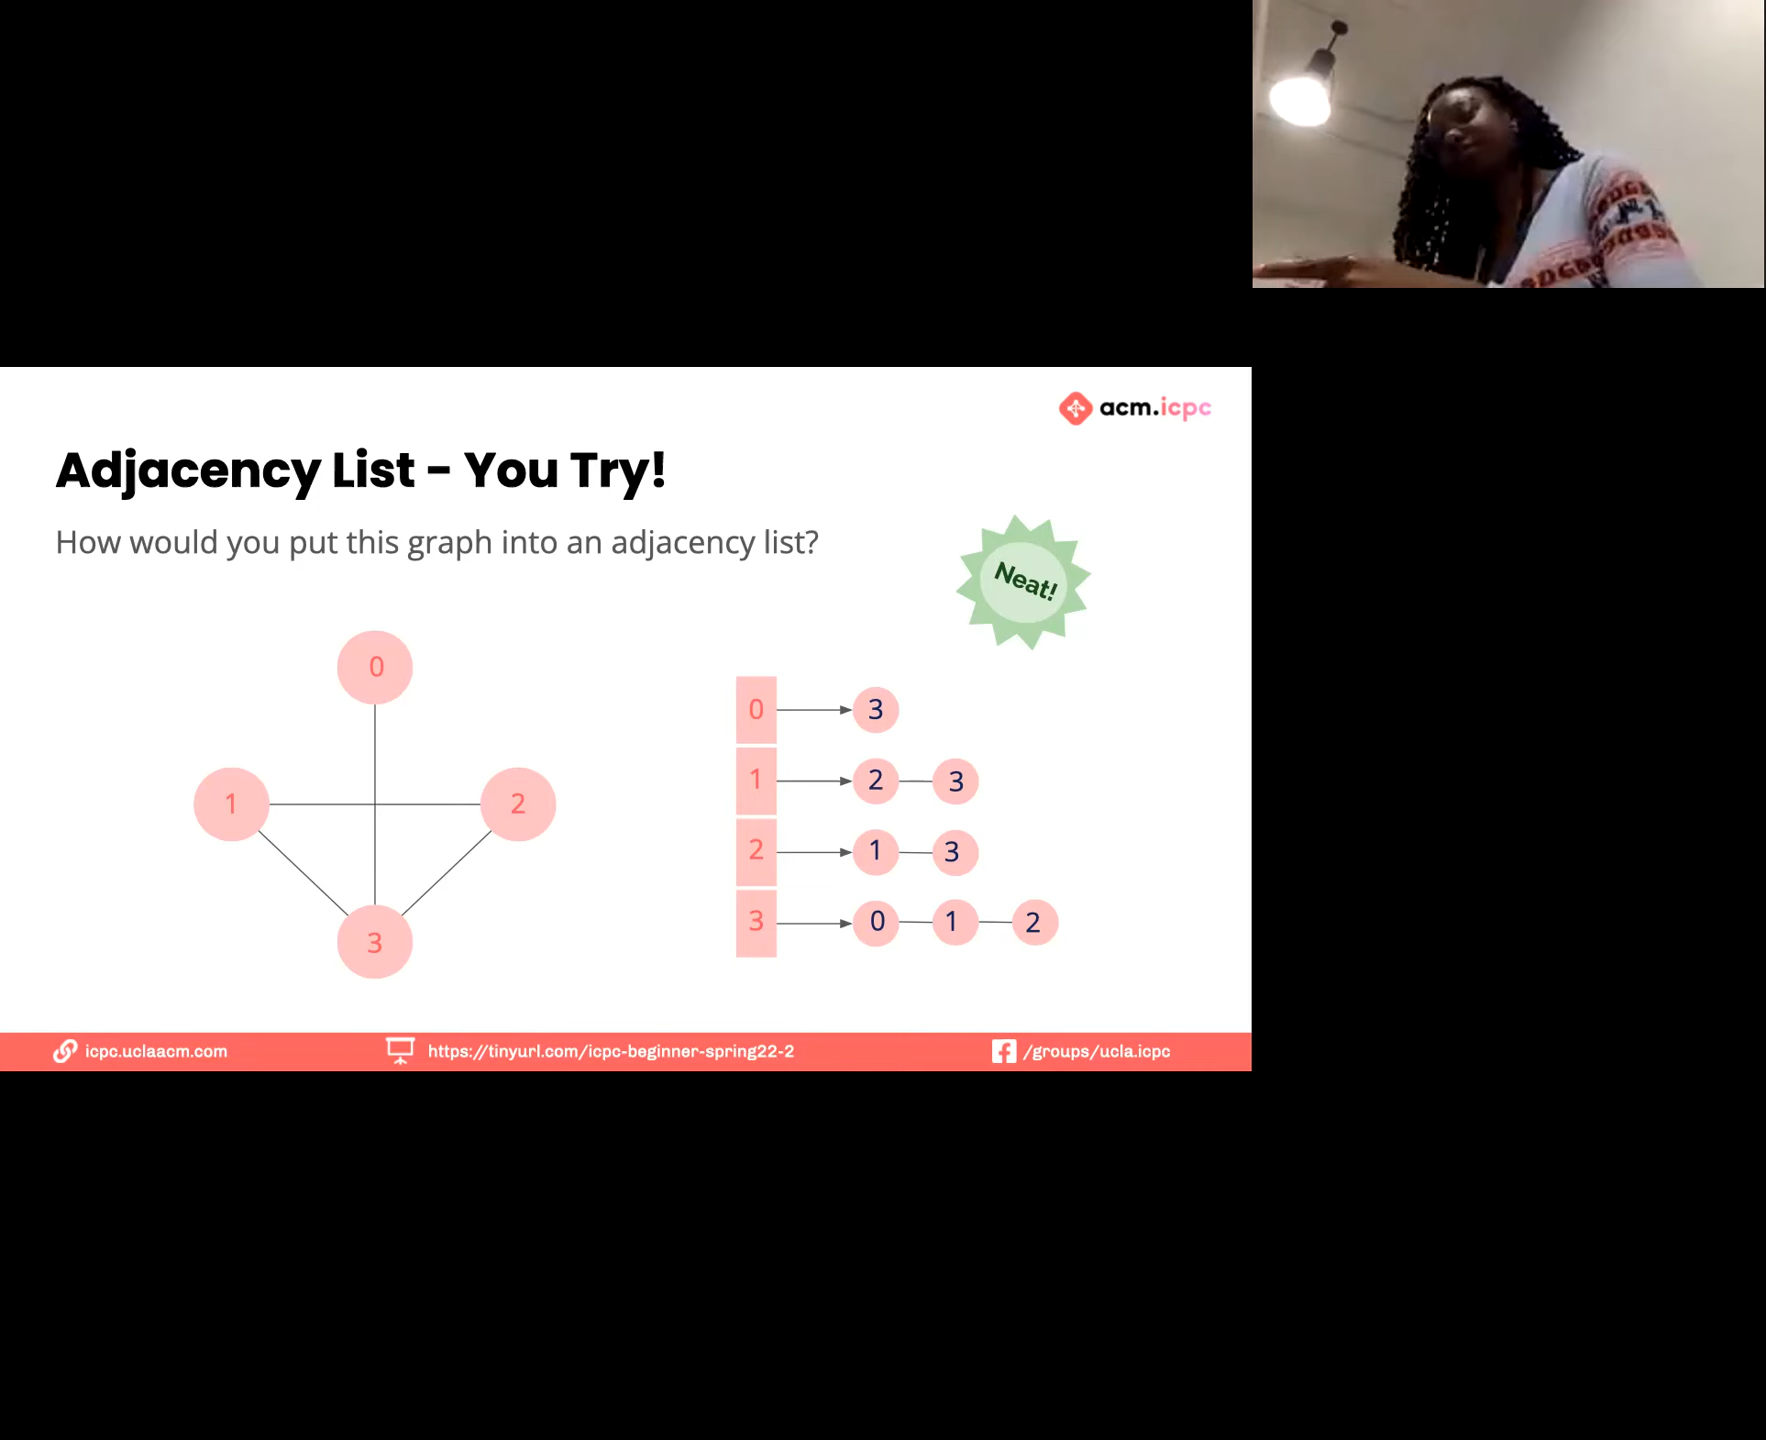 acm.icpc
Adjacency List - You Try!
How would you put this graph into an adjacency list?
Neat!
0
1
2
3
0 3
1 2 3
2 1 3
3 0 1 2
icpc.uclaacm.com
https://tinyurl.com/icpc-beginner-spring22-2
/groups/ucla.icpc